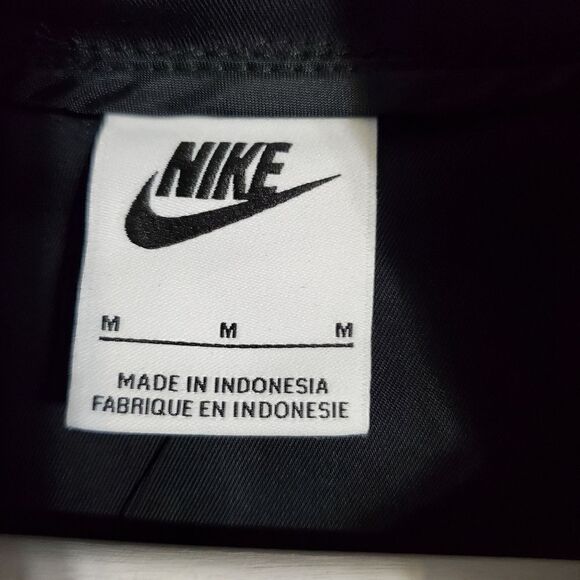 NIKE
M M M
MADE IN INDONESIA
FABRIQUE EN INDONESIE